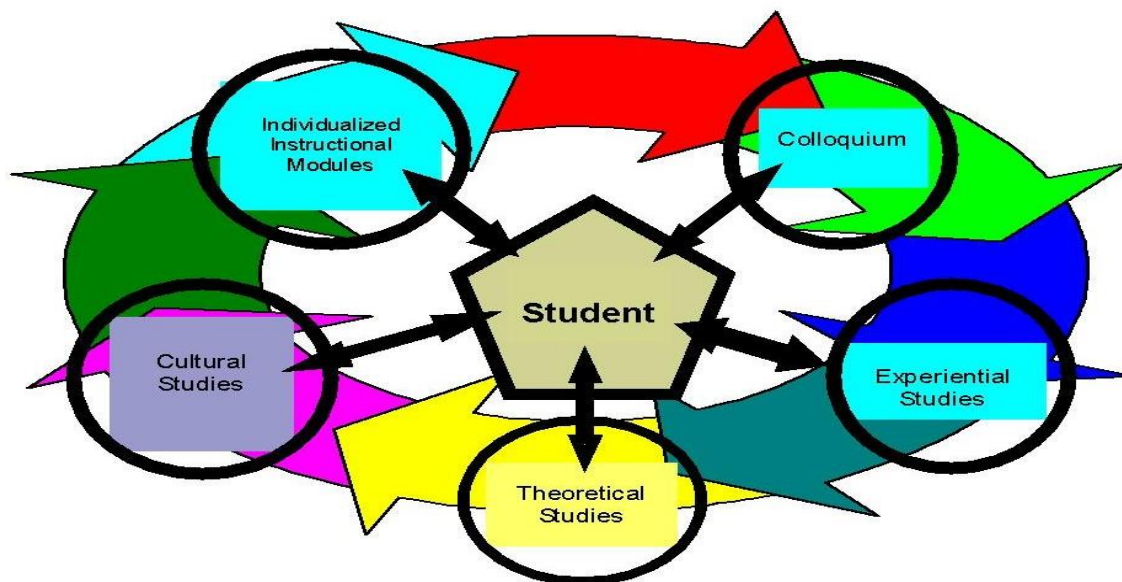 Individualized
Instructional
Modules
Colloquium
Student
Cultural
Studies
Experiential
Studies
Theoretical
Studies